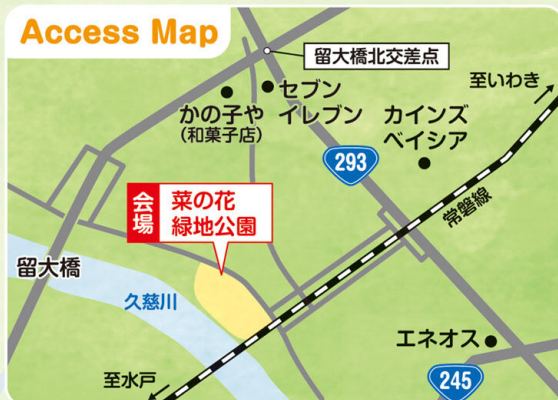 Access Map
留大橋北交差点
セブン
イレブン
かの子や
（和菓子店）
カインズ
ベイシア
至いわき
293
常磐線
会場
菜の花
緑地公園
留大橋
久慈川
エネオス
245
至水戸